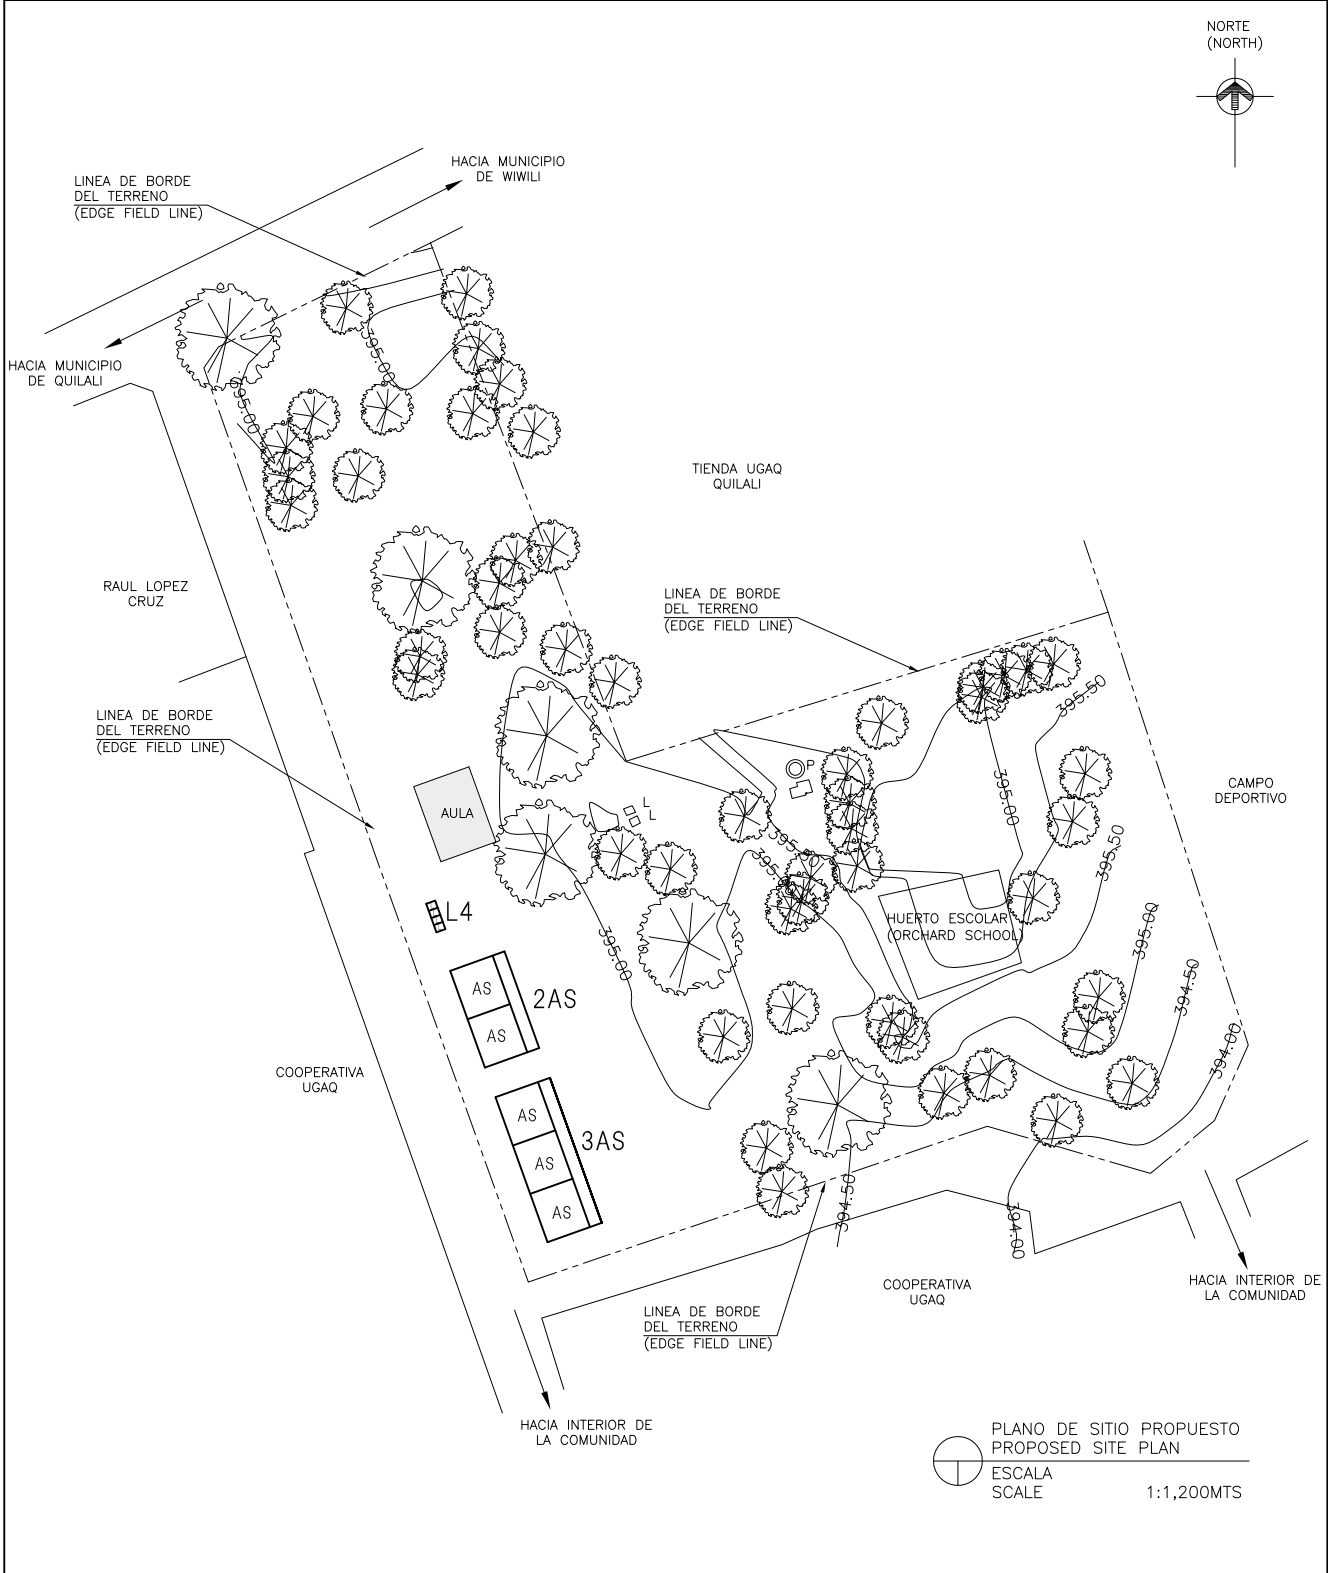 NORTE
(NORTH)
HACIA MUNICIPIO
DE WIWILI
LINEA DE BORDE
DEL TERRENO
(EDGE FIELD LINE)
HACIA MUNICIPIO
DE QUILALI
395.00
395.00
TIENDA UGAQ
QUILALI
RAUL LOPEZ
CRUZ
LINEA DE BORDE
DEL TERRENO
(EDGE FIELD LINE)
LINEA DE BORDE
DEL TERRENO
(EDGE FIELD LINE)
395.50
P
CAMPO
DEPORTIVO
395.00
L
L
AULA
395.50
395.50
L4
HUERTO ESCOLAR
(ORCHARD SCHOOL)
395.00
395.00
394.50
AS
2AS
AS
394.00
COOPERATIVA
UGAQ
AS
3AS
AS
AS
394.50
394.00
COOPERATIVA
UGAQ
HACIA INTERIOR DE
LA COMUNIDAD
LINEA DE BORDE
DEL TERRENO
(EDGE FIELD LINE)
HACIA INTERIOR DE
LA COMUNIDAD
PLANO DE SITIO PROPUESTO
PROPOSED SITE PLAN
ESCALA
SCALE 1:1,200MTS